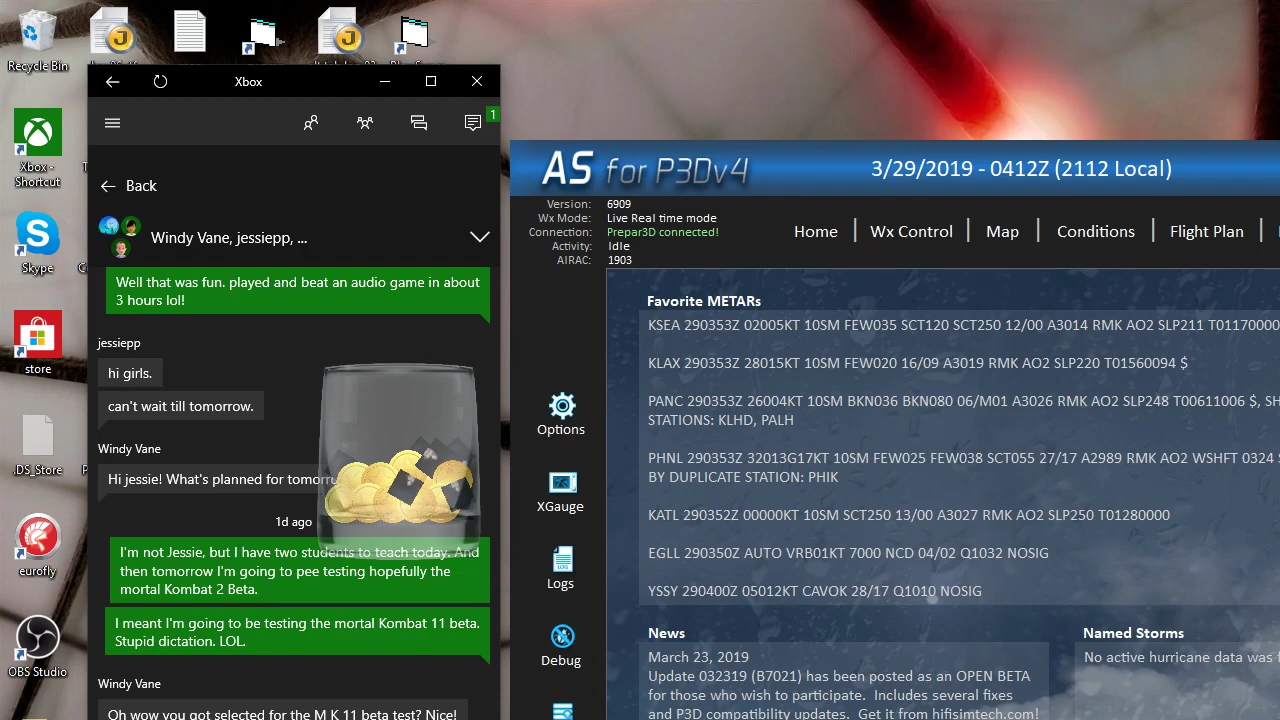 Recycle Bin
Xbox - Shortcut
Skype
store
.DS_Store
eurofly
OBS Studio
Xbox
1
Back
Windy Vane, jessiepp, ...
Well that was fun. played and beat an audio game in about
3 hours lol!
jessiepp
hi girls.
can't wait till tomorrow.
Windy Vane
Hi jessie! What's planned for tomorro
1d ago
I'm not Jessie, but I have two students to teach today. And
then tomorrow I'm going to pee testing hopefully the
mortal Kombat 2 Beta.
I meant I'm going to be testing the mortal Kombat 11 beta.
Stupid dictation. LOL.
Windy Vane
Oh wow you got selected for the M K 11 beta test? Nice!
AS for P3Dv4
3/29/2019 - 0412Z (2112 Local)
Version: 6909
Wx Mode: Live Real time mode
Connection: Prepar3D connected!
Activity: Idle
AIRAC: 1903
Home | Wx Control | Map | Conditions | Flight Plan |
Options
XGauge
Logs
Debug
Favorite METARs
KSEA 290353Z 02005KT 10SM FEW035 SCT120 SCT250 12/00 A3014 RMK AO2 SLP211 T01170000
KLAX 290353Z 28015KT 10SM FEW020 16/09 A3019 RMK AO2 SLP220 T01560094 $
PANC 290353Z 26004KT 10SM BKN036 BKN080 06/M01 A3026 RMK AO2 SLP248 T00611006 $, SH
STATIONS: KLHD, PALH
PHNL 290353Z 32013G17KT 10SM FEW025 FEW038 SCT055 27/17 A2989 RMK AO2 WSHFT 0324 S
BY DUPLICATE STATION: PHIK
KATL 290352Z 00000KT 10SM SCT250 13/00 A3027 RMK AO2 SLP250 T01280000
EGLL 290350Z AUTO VRB01KT 7000 NCD 04/02 Q1032 NOSIG
YSSY 290400Z 05012KT CAVOK 28/17 Q1010 NOSIG
News
March 23, 2019
Update 032319 (B7021) has been posted as an OPEN BETA
for those who wish to participate.  Includes several fixes
and P3D compatibility updates.  Get it from hifisimtech.com!
Named Storms
No active hurricane data was f